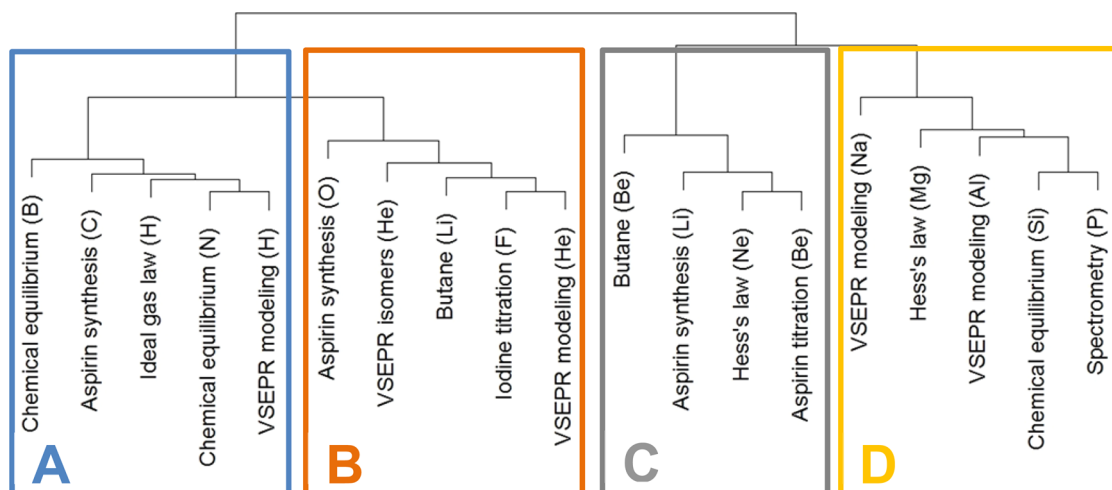 Chemical equilibrium (B)
Aspirin synthesis (C)
Ideal gas law (H)
Chemical equilibrium (N)
VSEPR modeling (H)
A
Aspirin synthesis (O)
VSEPR isomers (He)
Butane (Li)
Iodine titration (F)
VSEPR modeling (He)
B
Butane (Be)
Aspirin synthesis (Li)
Hess's law (Ne)
Aspirin titration (Be)
C
VSEPR modeling (Na)
Hess's law (Mg)
VSEPR modeling (Al)
Chemical equilibrium (Si)
Spectrometry (P)
D